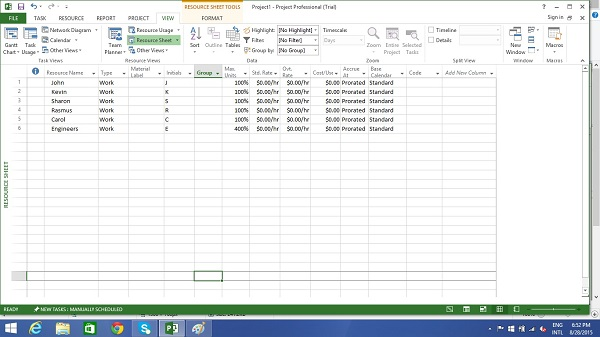 RESOURCE SHEET TOOLS Project1 - Project Professional (Trial)
FILE TASK RESOURCE REPORT PROJECT VIEW FORMAT Sign in
Gantt Chart Task Usage Network Diagram Calendar Other Views
Task Views
Team Planner Resource Usage Resource Sheet Other Views
Resource Views
Sort Outline Tables Highlight: [No Highlight] Filter: [No Filter] Group by: [No Group]
Data
Timescale Days Zoom Entire Project Selected Tasks
Zoom
Timeline Details
Split View
New Window
Window
Macros
Macros
Resource Name Type Material Label Initials Group Max. Units Std. Rate Ovt. Rate Cost/Use Accrue At Base Calendar Code Add New Column
1 John Work J 100% $0.00/hr $0.00/hr $0.00 Prorated Standard
2 Kevin Work K 100% $0.00/hr $0.00/hr $0.00 Prorated Standard
3 Sharon Work S 100% $0.00/hr $0.00/hr $0.00 Prorated Standard
4 Rasmus Work R 100% $0.00/hr $0.00/hr $0.00 Prorated Standard
5 Carol Work C 100% $0.00/hr $0.00/hr $0.00 Prorated Standard
6 Engineers Work E 400% $0.00/hr $0.00/hr $0.00 Prorated Standard
RESOURCE SHEET
READY NEW TASKS : MANUALLY SCHEDULED
ENG 6:52 PM
INTL 8/28/2015